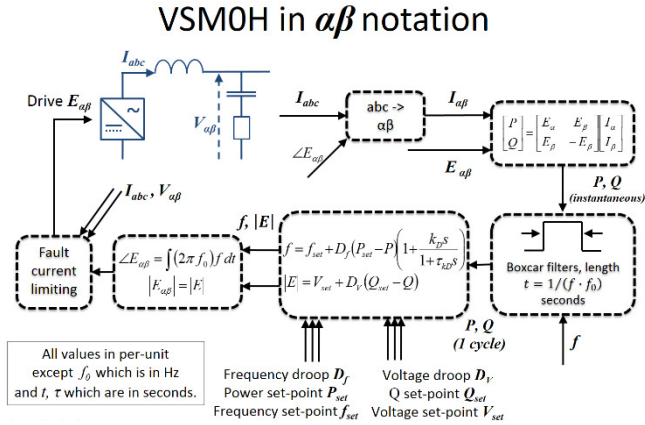 VSM0H in αβ notation
I_abc
Drive E_αβ
V_αβ
I_abc
abc ->
αβ
I_αβ
∠E_αβ
E_αβ
[P Q] = [E_α E_β E_β −E_β][I_α I_β]
P, Q
(instantaneous)
I_abc , V_αβ
f, |E|
Fault
current
limiting
∠E_αβ = ∫(2π f_0) f dt
|E_αβ| = |E|
f = f_set + D_f (P_set − P)(1 + k_D s / (1 + τ_kD s))
|E| = V_set + D_V (Q_set − Q)
Boxcar filters, length
t = 1/(f · f_0)
seconds
P, Q
(1 cycle)
f
All values in per-unit
except f_0 which is in Hz
and t, τ which are in seconds.
Frequency droop D_f
Power set-point P_set
Frequency set-point f_set
Voltage droop D_V
Q set-point Q_set
Voltage set-point V_set